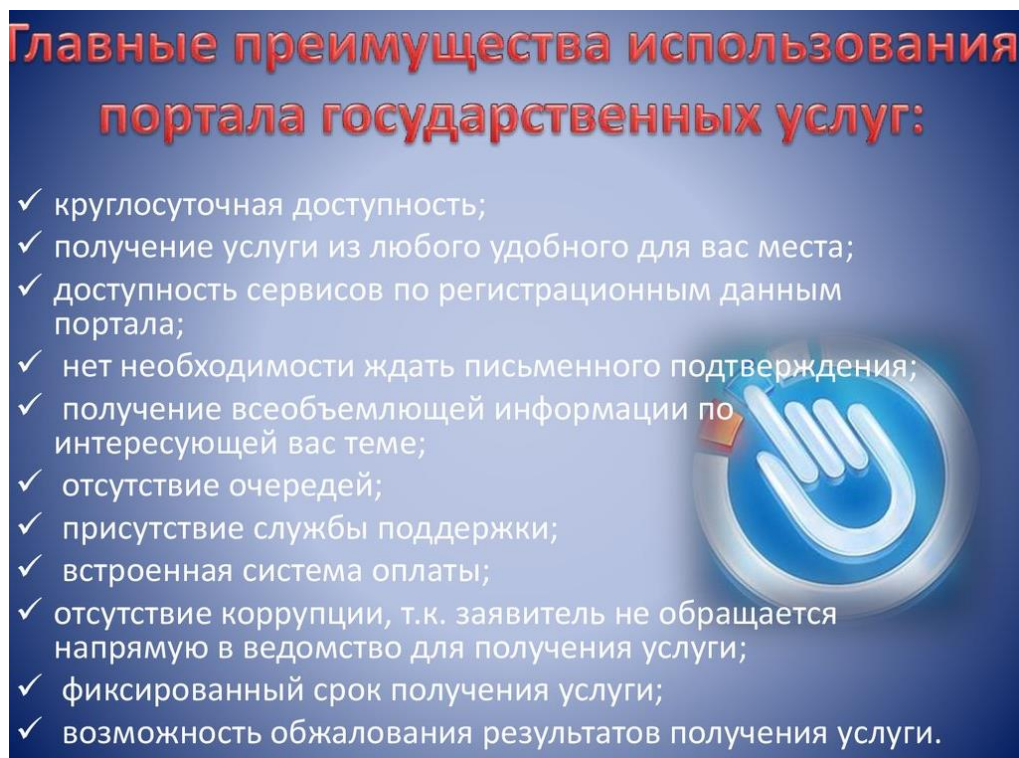 Главные преимущества использования
портала государственных услуг:
✓ круглосуточная доступность;
✓ получение услуги из любого удобного для вас места;
✓ доступность сервисов по регистрационным данным
портала;
✓ нет необходимости ждать письменного подтверждения;
✓ получение всеобъемлющей информации по
интересующей вас теме;
✓ отсутствие очередей;
✓ присутствие службы поддержки;
✓ встроенная система оплаты;
✓ отсутствие коррупции, т.к. заявитель не обращается
напрямую в ведомство для получения услуги;
✓ фиксированный срок получения услуги;
✓ возможность обжалования результатов получения услуги.